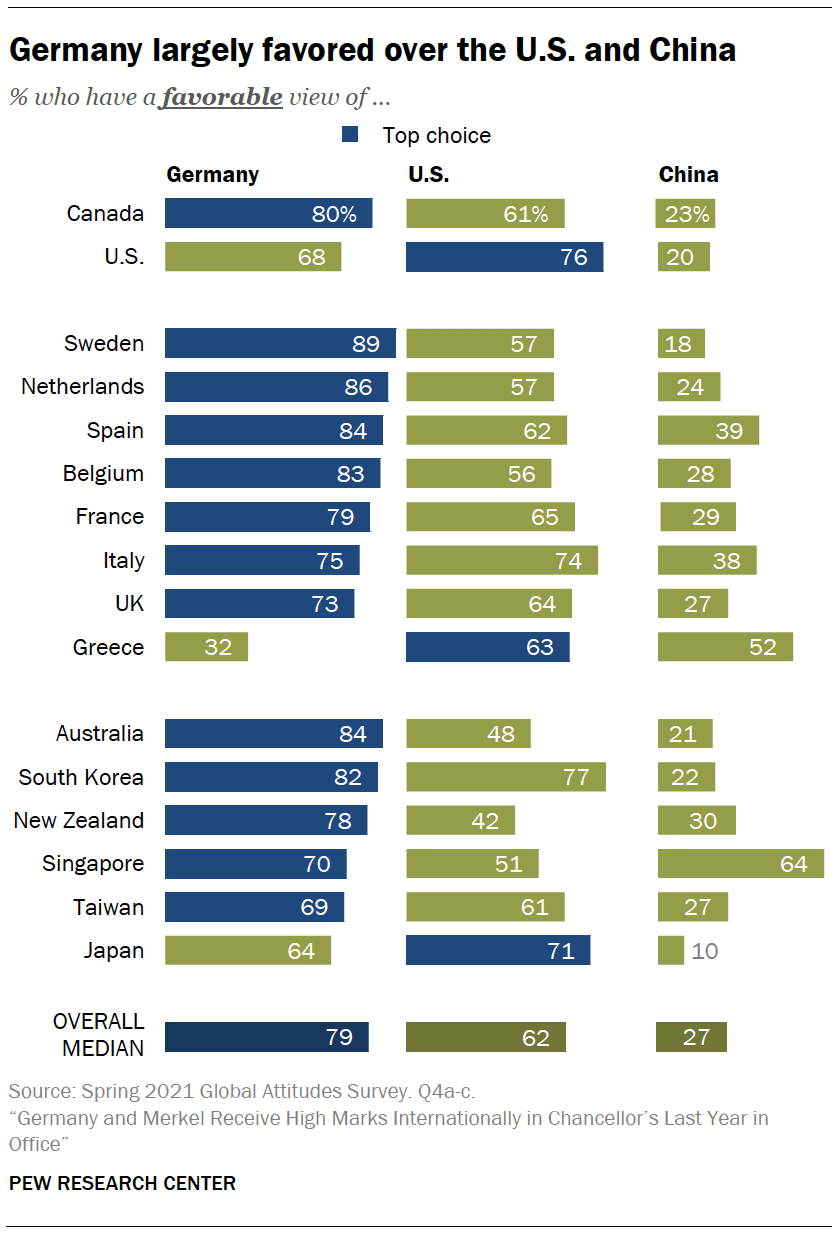 Germany largely favored over the U.S. and China
% who have a favorable view of ...
Top choice
Germany U.S. China
Canada 80% 61% 23%
U.S. 68 76 20
Sweden 89 57 18
Netherlands 86 57 24
Spain 84 62 39
Belgium 83 56 28
France 79 65 29
Italy 75 74 38
UK 73 64 27
Greece 32 63 52
Australia 84 48 21
South Korea 82 77 22
New Zealand 78 42 30
Singapore 70 51 64
Taiwan 69 61 27
Japan 64 71 10
OVERALL
MEDIAN 79 62 27
Source: Spring 2021 Global Attitudes Survey. Q4a-c.
“Germany and Merkel Receive High Marks Internationally in Chancellor’s Last Year in
Office”
PEW RESEARCH CENTER